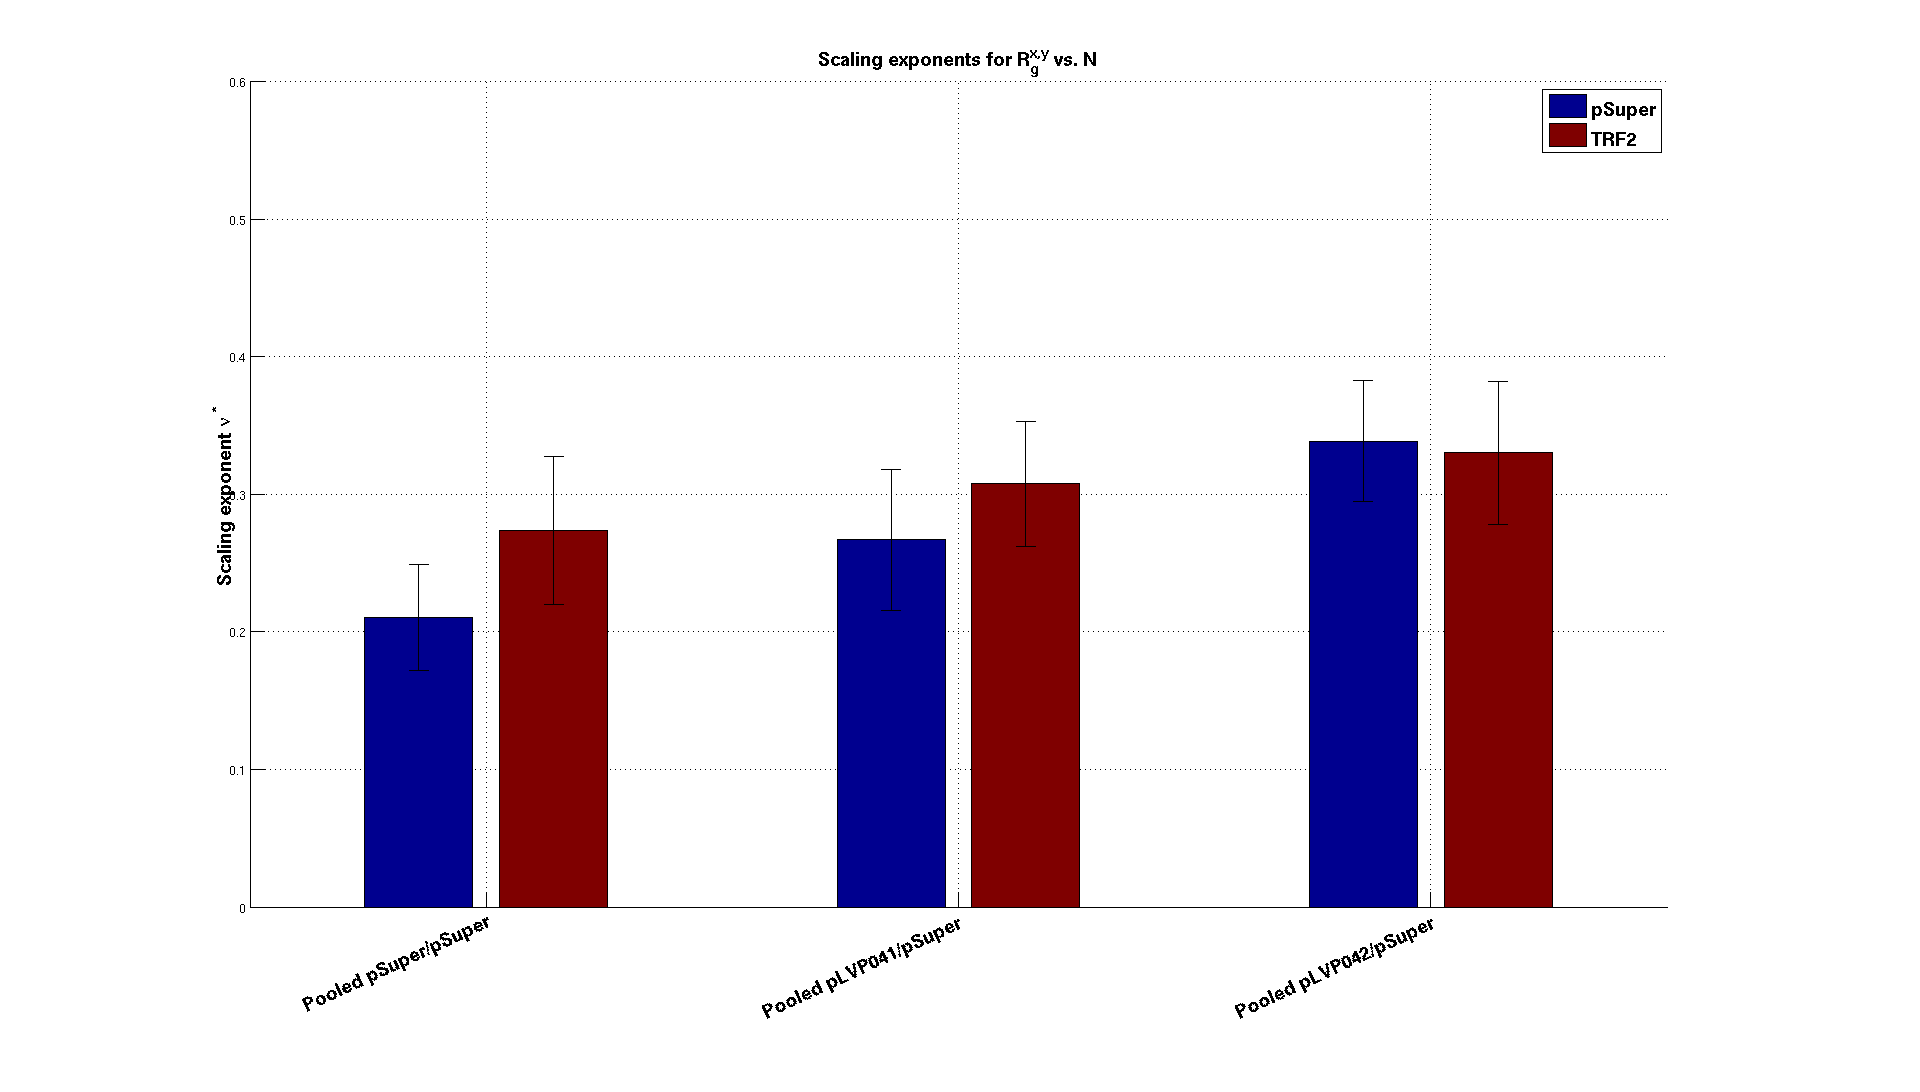 Scaling exponents for R_g^{x,y} vs. N
0.6
0.5
0.4
0.3
0.2
0.1
0
Scaling exponent ν *
pSuper
TRF2
Pooled pSuper/pSuper
Pooled pLVP041/pSuper
Pooled pLVP042/pSuper